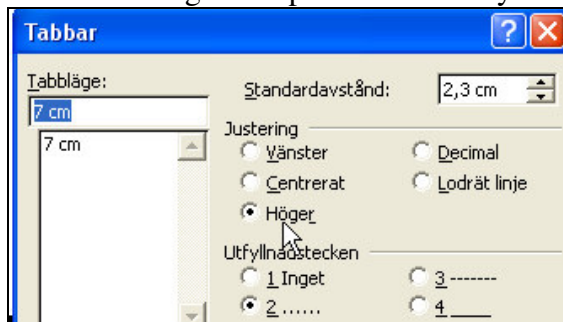 Tabbar
Tabbläge:
7 cm
7 cm
Standardavstånd: 2,3 cm
Justering
Vänster Decimal
Centrerat Lodrät linje
Höger
Utfyllnadstecken
1 Inget 3 -------
2 ...... 4 ____